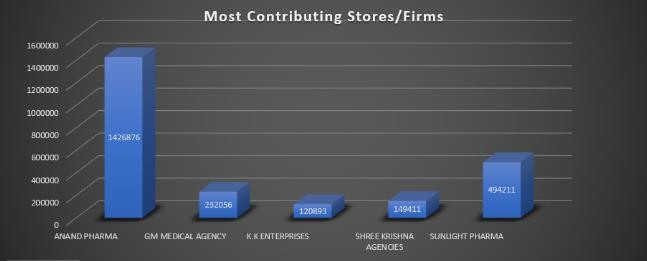 Most Contributing Stores/Firms
1600000
1400000
1200000
1000000
800000
600000
400000
200000
0
1426876
232056
120893
149411
494211
ANAND PHARMA
GM MEDICAL AGENCY
K.K ENTERPRISES
SHREE KRISHNA
AGENCIES
SUNLIGHT PHARMA